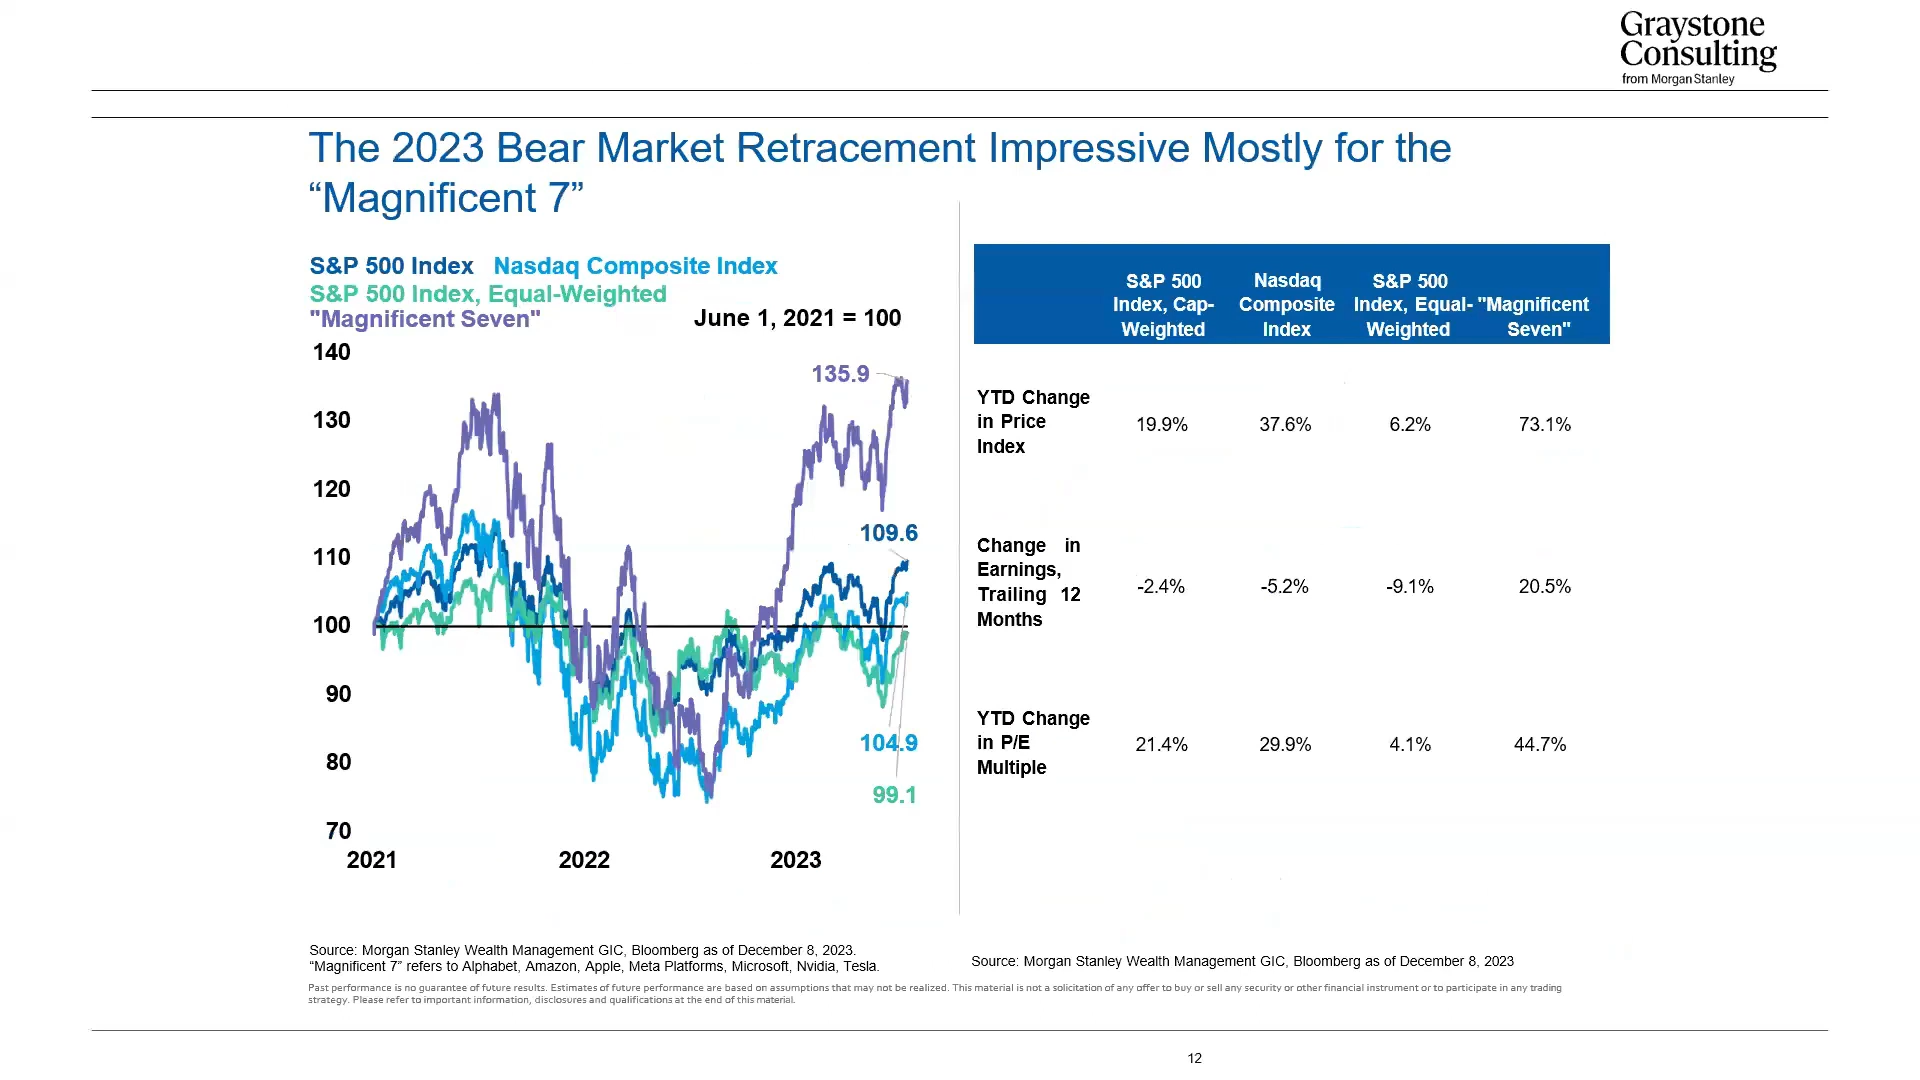 Graystone
Consulting
from Morgan Stanley
The 2023 Bear Market Retracement Impressive Mostly for the
“Magnificent 7”
S&P 500 Index Nasdaq Composite Index
S&P 500 Index, Equal-Weighted
"Magnificent Seven"
June 1, 2021 = 100
140
130
120
110
100
90
80
70
2021 2022 2023
135.9
109.6
104.9
99.1
Source: Morgan Stanley Wealth Management GIC, Bloomberg as of December 8, 2023.
“Magnificent 7” refers to Alphabet, Amazon, Apple, Meta Platforms, Microsoft, Nvidia, Tesla.
S&P 500
Index, Cap-
Weighted
Nasdaq
Composite
Index
S&P 500
Index, Equal-
Weighted
"Magnificent
Seven"
YTD Change
in Price
Index
19.9% 37.6% 6.2% 73.1%
Change in
Earnings,
Trailing 12
Months
-2.4% -5.2% -9.1% 20.5%
YTD Change
in P/E
Multiple
21.4% 29.9% 4.1% 44.7%
Source: Morgan Stanley Wealth Management GIC, Bloomberg as of December 8, 2023
Past performance is no guarantee of future results. Estimates of future performance are based on assumptions that may not be realized. This material is not a solicitation of any offer to buy or sell any security or other financial instrument or to participate in any trading
strategy. Please refer to important information, disclosures and qualifications at the end of this material.
12